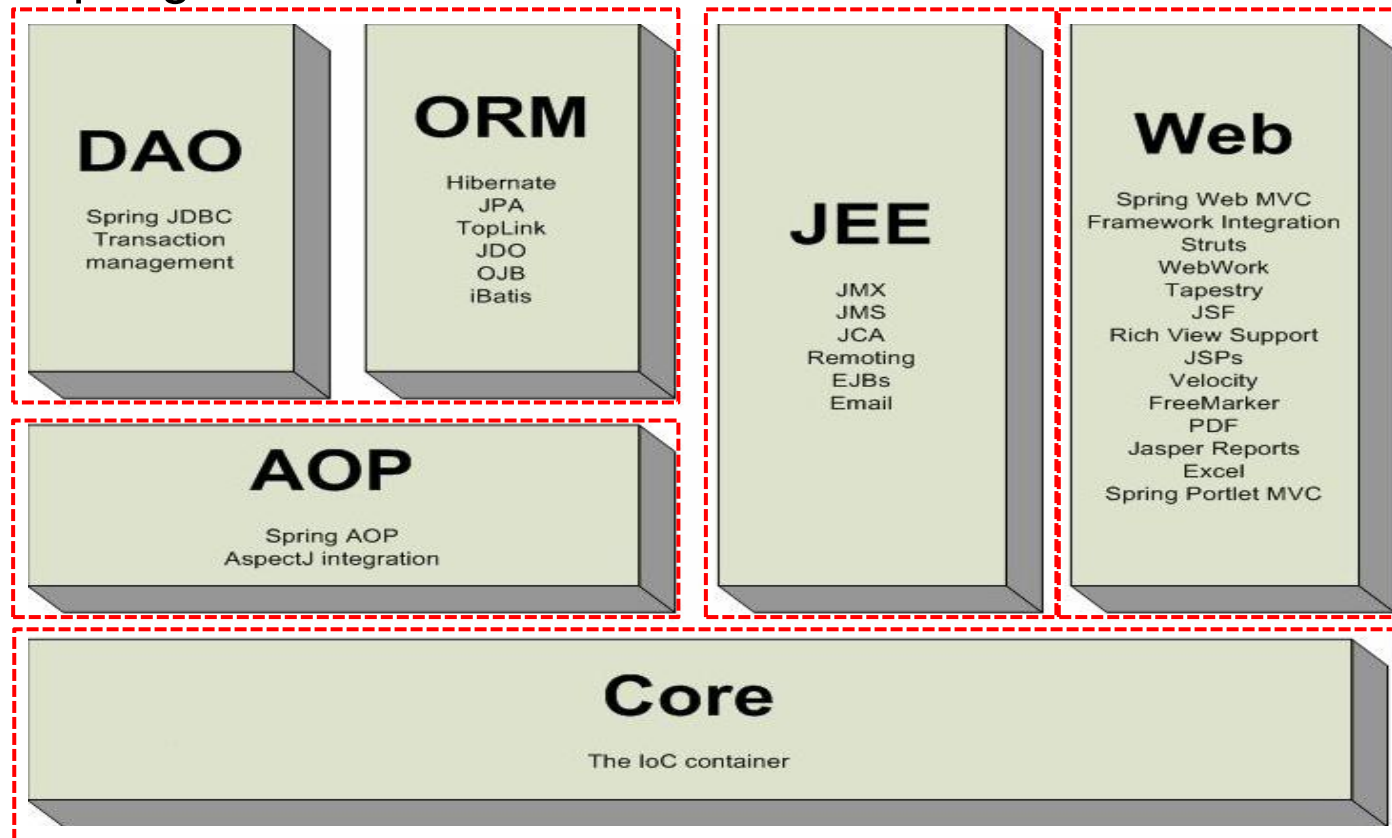 DAO
Spring JDBC
Transaction
management
ORM
Hibernate
JPA
TopLink
JDO
OJB
iBatis
JEE
JMX
JMS
JCA
Remoting
EJBs
Email
Web
Spring Web MVC
Framework Integration
Struts
WebWork
Tapestry
JSF
Rich View Support
JSPs
Velocity
FreeMarker
PDF
Jasper Reports
Excel
Spring Portlet MVC
AOP
Spring AOP
AspectJ integration
Core
The IoC container